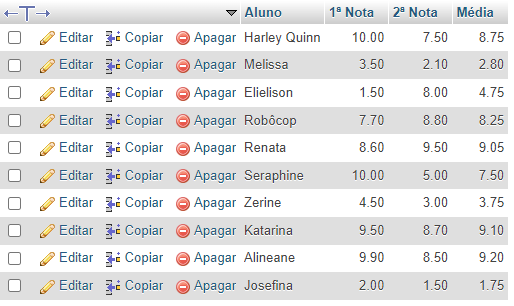 Aluno 1ª Nota 2ª Nota Média
Editar Copiar Apagar Harley Quinn 10.00 7.50 8.75
Editar Copiar Apagar Melissa 3.50 2.10 2.80
Editar Copiar Apagar Elielison 1.50 8.00 4.75
Editar Copiar Apagar Robôcop 7.70 8.80 8.25
Editar Copiar Apagar Renata 8.60 9.50 9.05
Editar Copiar Apagar Seraphine 10.00 5.00 7.50
Editar Copiar Apagar Zerine 4.50 3.00 3.75
Editar Copiar Apagar Katarina 9.50 8.70 9.10
Editar Copiar Apagar Alineane 9.90 8.50 9.20
Editar Copiar Apagar Josefina 2.00 1.50 1.75